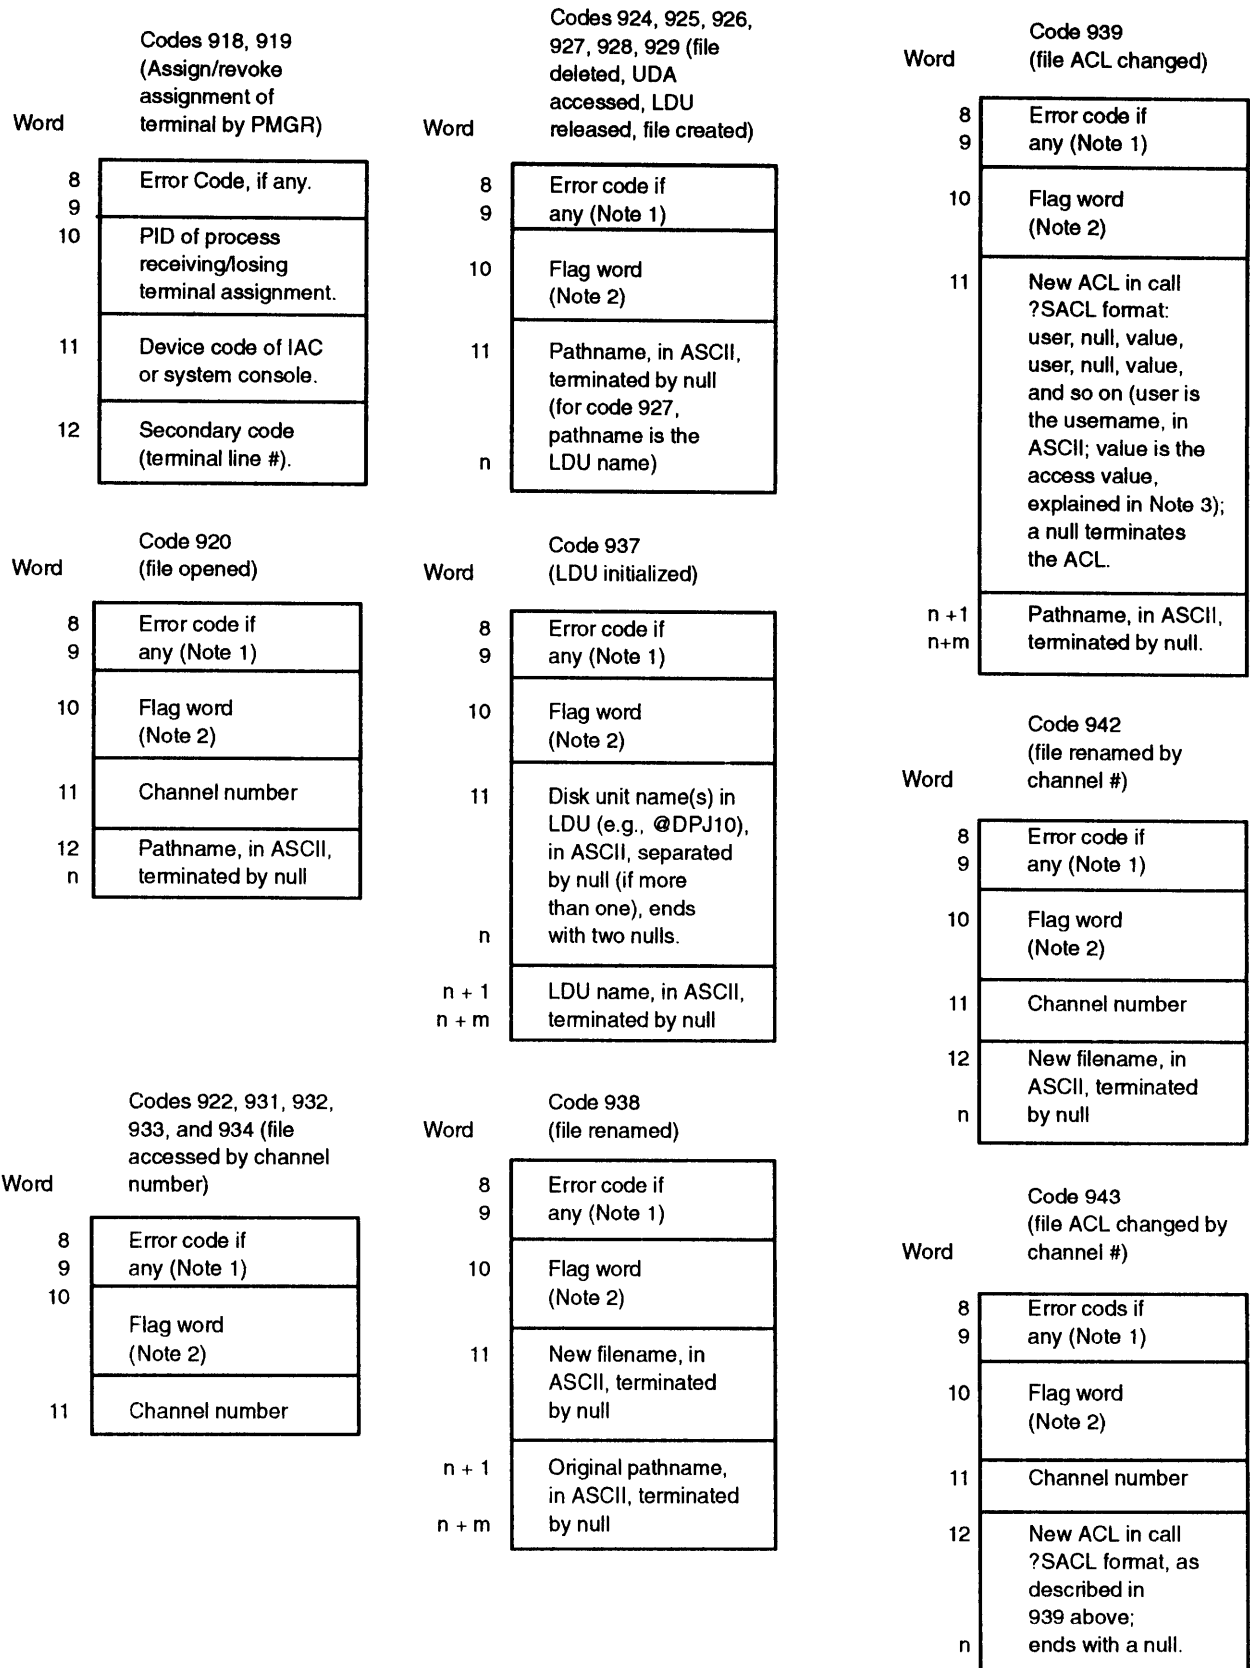 Codes 918, 919
(Assign/revoke
assignment of
Word terminal by PMGR)
8 Error Code, if any.
9
10 PID of process
receiving/losing
terminal assignment.
11 Device code of IAC
or system console.
12 Secondary code
(terminal line #).
Code 920
Word (file opened)
8 Error code if
9 any (Note 1)
10 Flag word
(Note 2)
11 Channel number
12 Pathname, in ASCII,
n terminated by null
Codes 922, 931, 932,
933, and 934 (file
accessed by channel
Word number)
8 Error code if
9 any (Note 1)
10
Flag word
(Note 2)
11 Channel number
Codes 924, 925, 926,
927, 928, 929 (file
deleted, UDA
accessed, LDU
Word released, file created)
8 Error code if
9 any (Note 1)
10 Flag word
(Note 2)
11 Pathname, in ASCII,
terminated by null
(for code 927,
pathname is the
n LDU name)
Code 937
Word (LDU initialized)
8 Error code if
9 any (Note 1)
10 Flag word
(Note 2)
11 Disk unit name(s) in
LDU (e.g., @DPJ10),
in ASCII, separated
by null (if more
than one), ends
n with two nulls.
n + 1 LDU name, in ASCII,
n + m terminated by null
Code 938
Word (file renamed)
8 Error code if
9 any (Note 1)
10 Flag word
(Note 2)
11 New filename, in
ASCII, terminated
by null
n + 1 Original pathname,
in ASCII, terminated
n + m by null
Code 939
Word (file ACL changed)
8 Error code if
9 any (Note 1)
10 Flag word
(Note 2)
11 New ACL in call
?SACL format:
user, null, value,
user, null, value,
and so on (user is
the username, in
ASCII; value is the
access value,
explained in Note 3);
a null terminates
the ACL.
n +1 Pathname, in ASCII,
n+m terminated by null.
Code 942
(file renamed by
Word channel #)
8 Error code if
9 any (Note 1)
10 Flag word
(Note 2)
11 Channel number
12 New filename, in
ASCII, terminated
n by null
Code 943
(file ACL changed by
Word channel #)
8 Error cods if
9 any (Note 1)
10 Flag word
(Note 2)
11 Channel number
12 New ACL in call
?SACL format, as
described in
939 above;
n ends with a null.